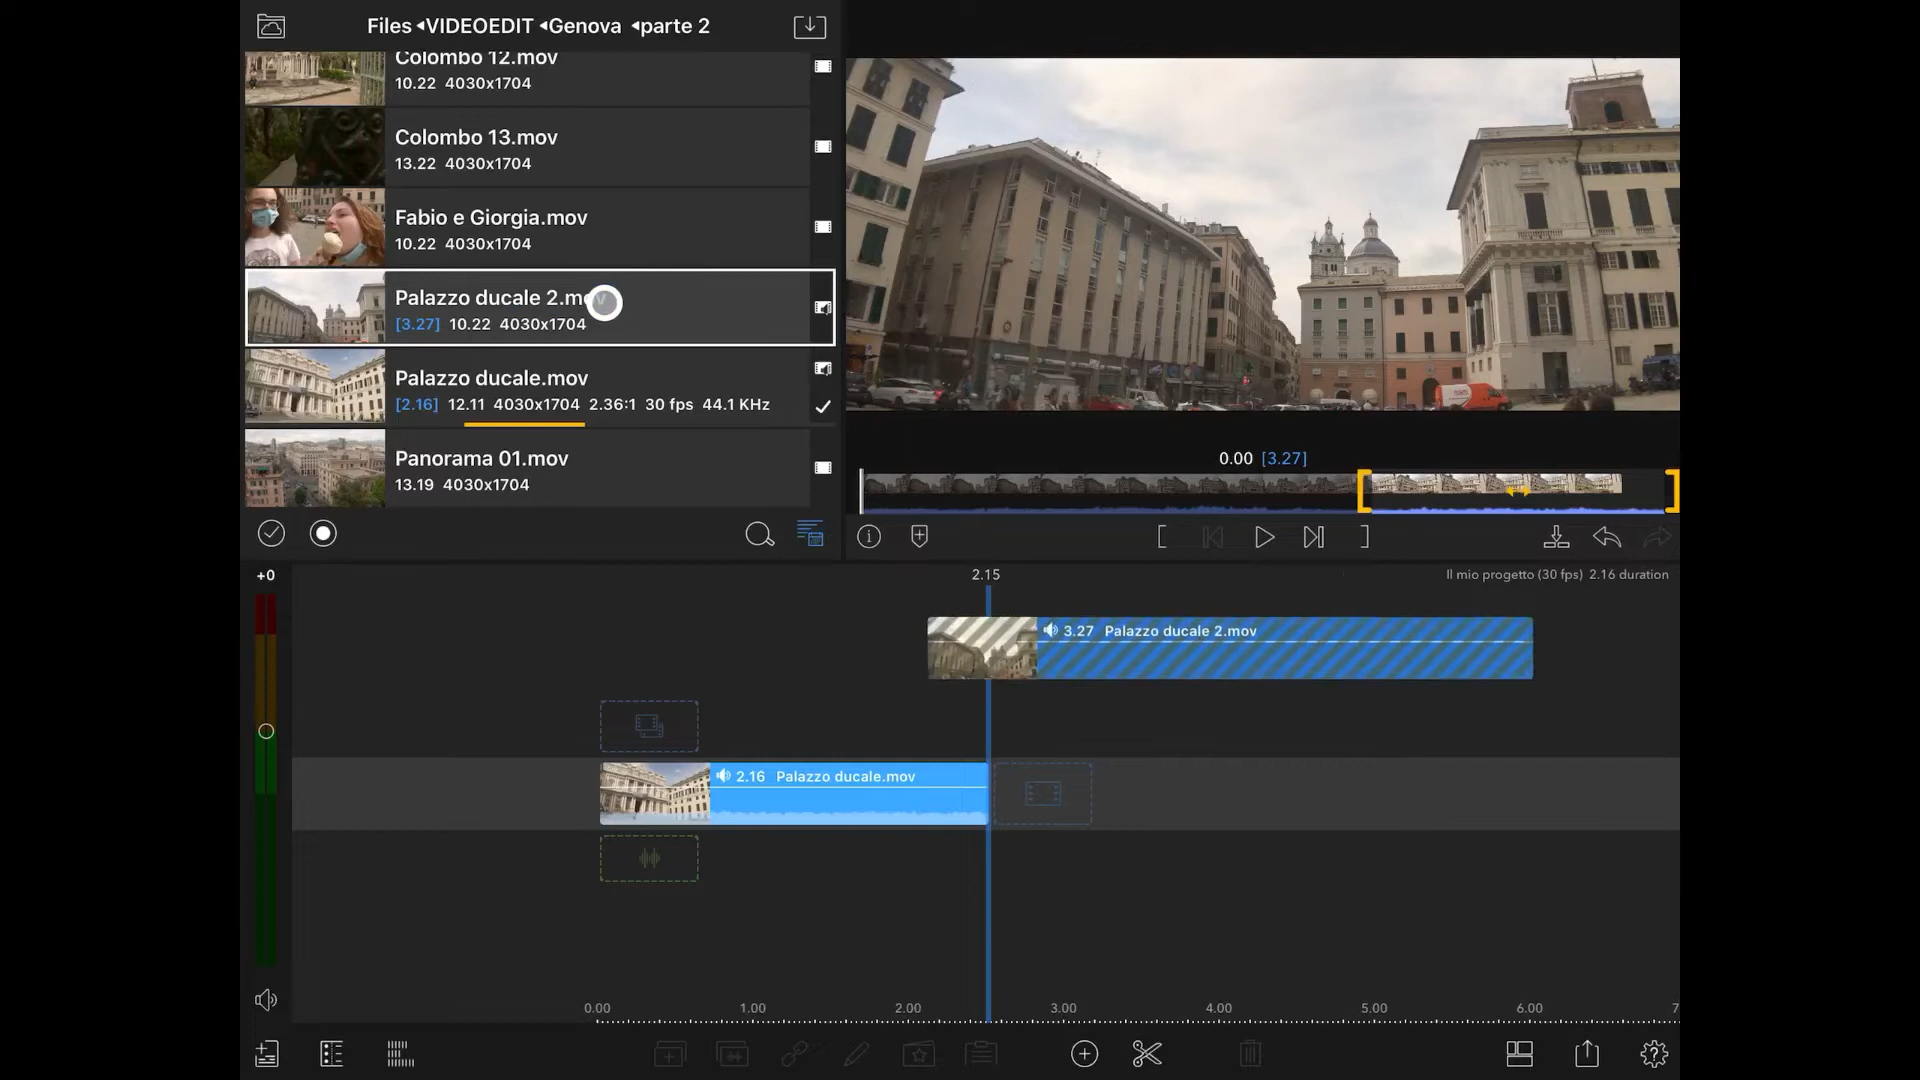 Files ◂VIDEOEDIT ◂Genova ◂parte 2
Colombo 12.mov
10.22 4030x1704
Colombo 13.mov
13.22 4030x1704
Fabio e Giorgia.mov
10.22 4030x1704
Palazzo ducale 2.mov
[3.27] 10.22 4030x1704
Palazzo ducale.mov
[2.16] 12.11 4030x1704 2.36:1 30 fps 44.1 KHz
Panorama 01.mov
13.19 4030x1704
0.00 [3.27]
+0
2.15
Il mio progetto (30 fps) 2.16 duration
3.27 Palazzo ducale 2.mov
2.16 Palazzo ducale.mov
0.00 1.00 2.00 3.00 4.00 5.00 6.00 7